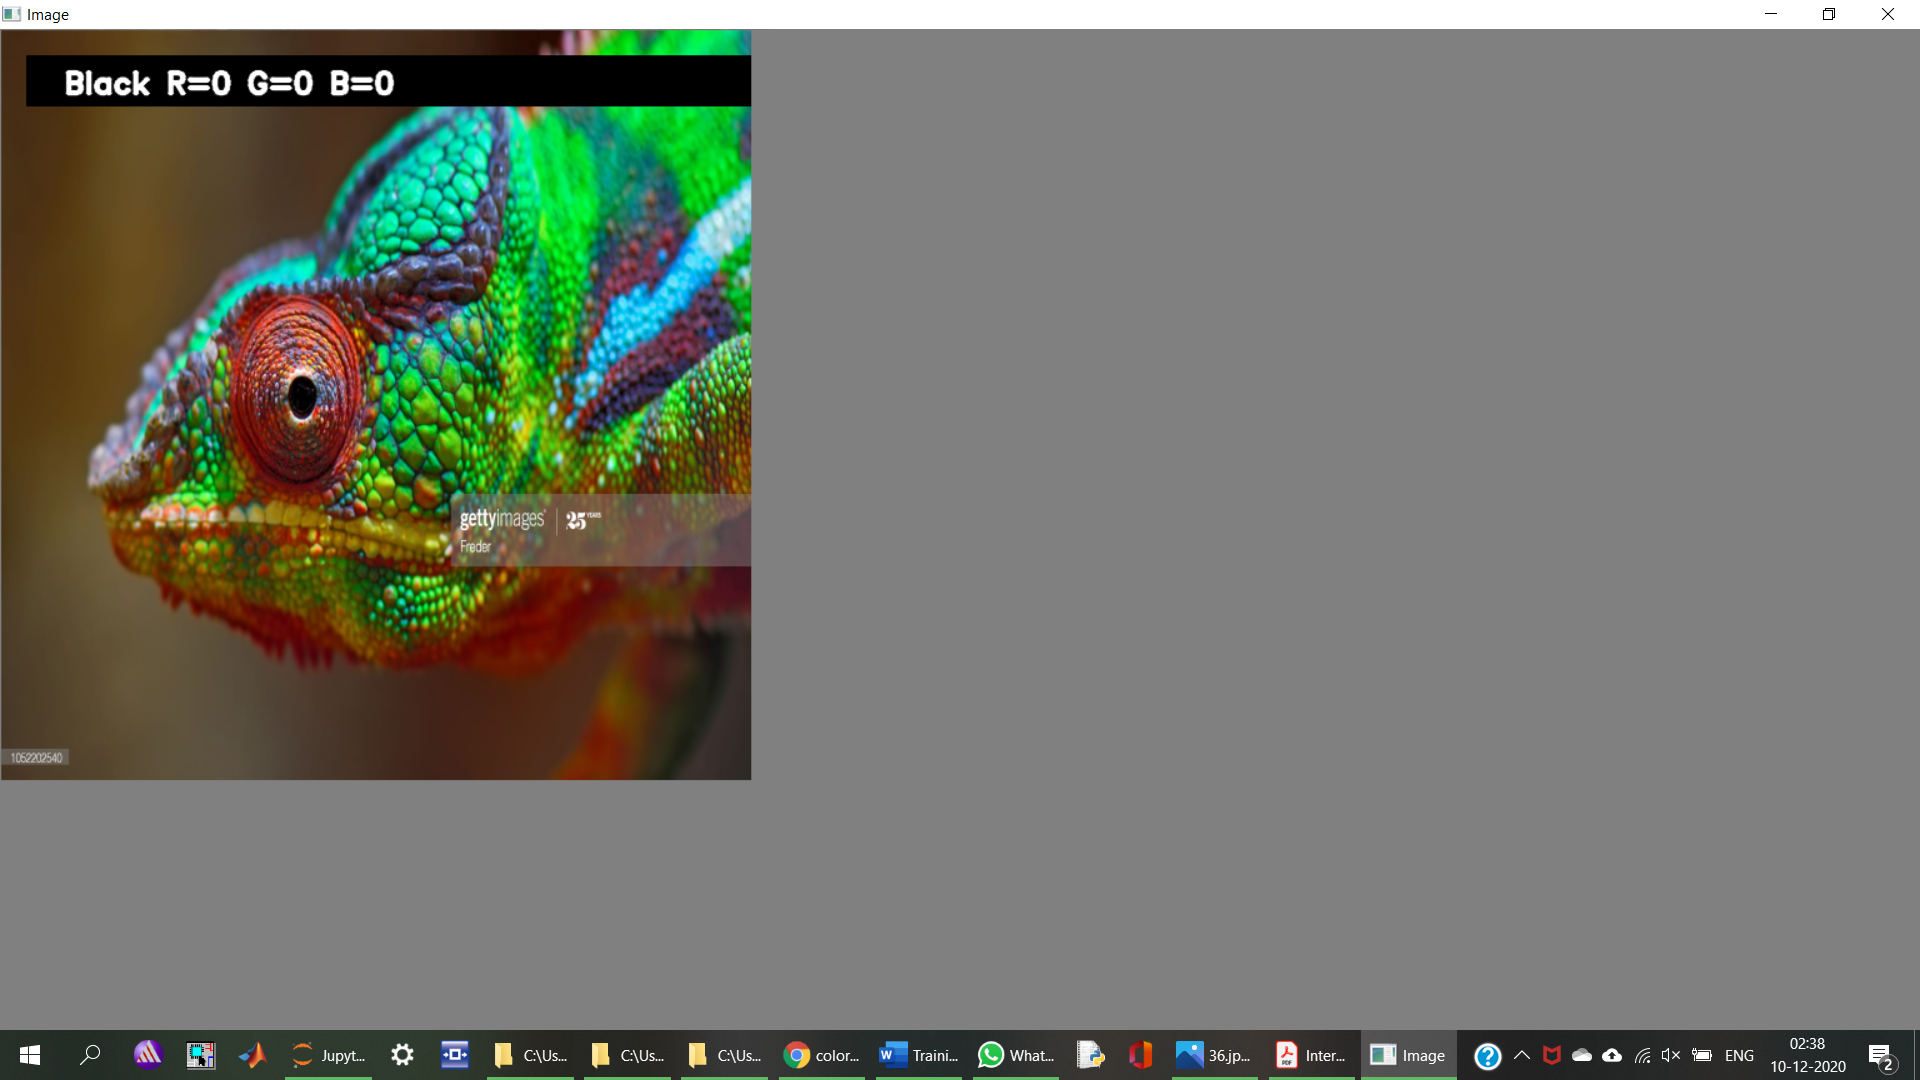 Image
Black R=0 G=0 B=0
gettyimages 25 YEARS
Freder
1052202540
Jupyt... C:\Us... C:\Us... C:\Us... color... Traini... What... 36.jp... Inter... Image ENG 02:38
10-12-2020 2